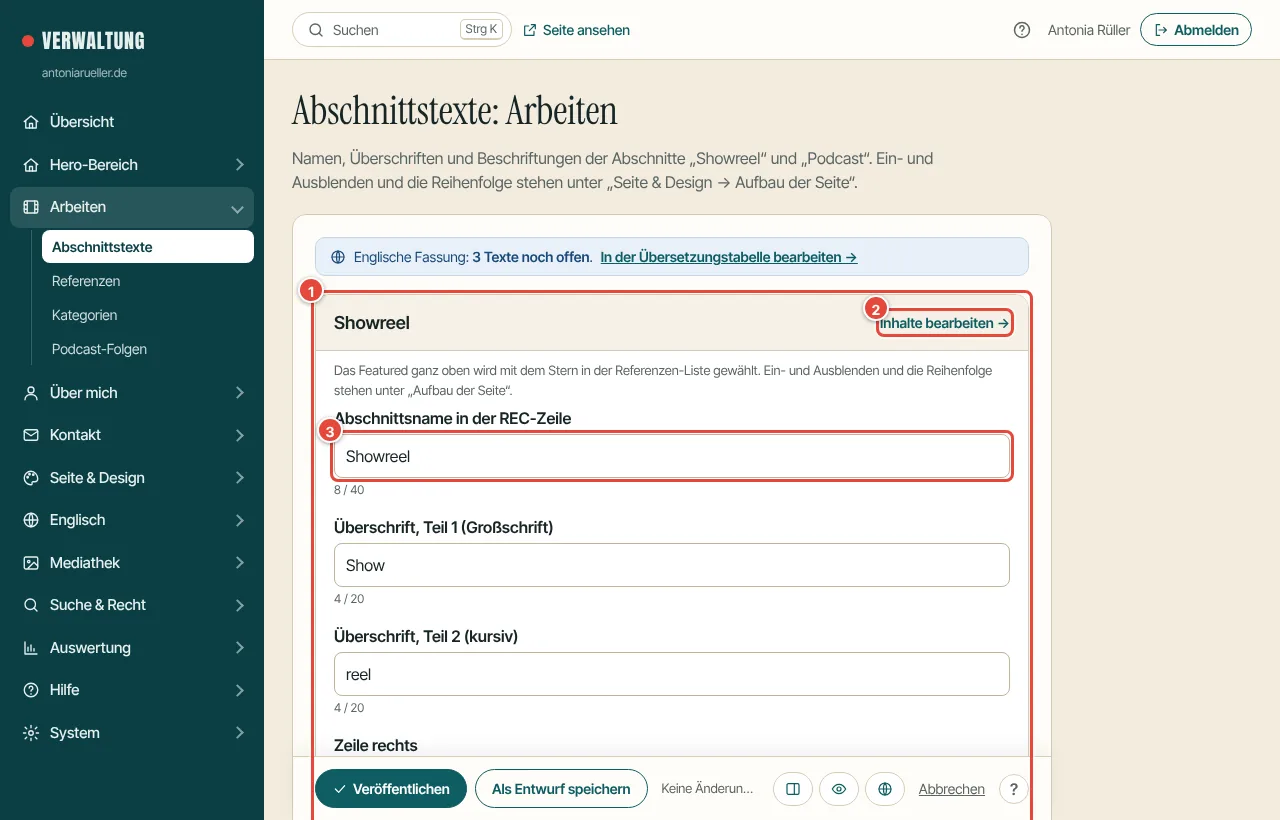 VERWALTUNG
antoniarueller.de
Übersicht
Hero-Bereich
Arbeiten
Abschnittstexte
Referenzen
Kategorien
Podcast-Folgen
Über mich
Kontakt
Seite & Design
Englisch
Mediathek
Suche & Recht
Auswertung
Hilfe
System
Suchen
Strg K
Seite ansehen
Antonia Rüller
Abmelden
Abschnittstexte: Arbeiten
Namen, Überschriften und Beschriftungen der Abschnitte „Showreel“ und „Podcast“. Ein- und
Ausblenden und die Reihenfolge stehen unter „Seite & Design → Aufbau der Seite“.
Englische Fassung: 3 Texte noch offen. In der Übersetzungstabelle bearbeiten →
1
2
Showreel
Inhalte bearbeiten →
Das Featured ganz oben wird mit dem Stern in der Referenzen-Liste gewählt. Ein- und Ausblenden und die Reihenfolge
stehen unter „Aufbau der Seite“.
Abschnittsname in der REC-Zeile
3
Showreel
8 / 40
Überschrift, Teil 1 (Großschrift)
Show
4 / 20
Überschrift, Teil 2 (kursiv)
reel
4 / 20
Zeile rechts
Veröffentlichen
Als Entwurf speichern
Keine Änderun…
Abbrechen
?